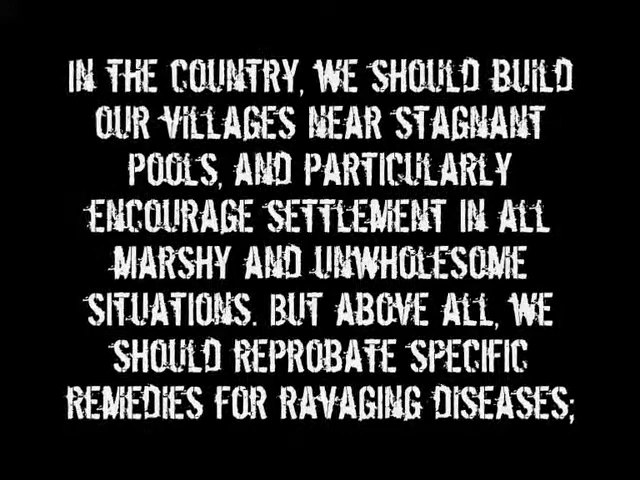 IN THE COUNTRY, WE SHOULD BUILD
OUR VILLAGES NEAR STAGNANT
POOLS, AND PARTICULARLY
ENCOURAGE SETTLEMENT IN ALL
MARSHY AND UNWHOLESOME
SITUATIONS. BUT ABOVE ALL, WE
SHOULD REPROBATE SPECIFIC
REMEDIES FOR RAVAGING DISEASES;